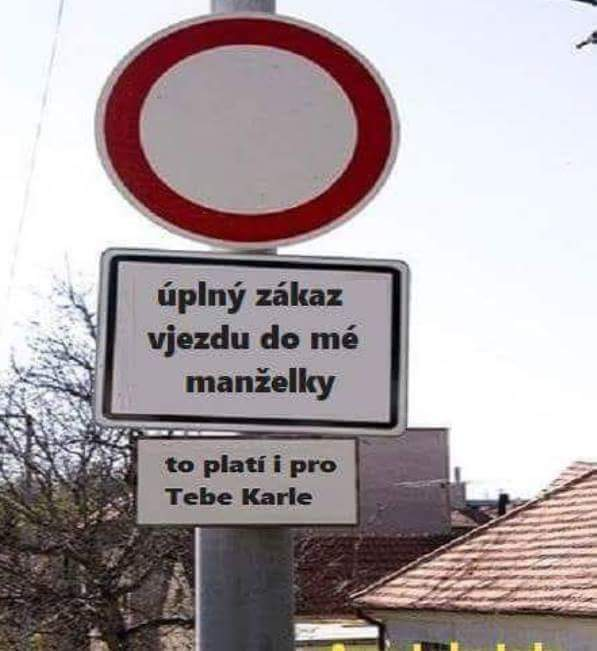 úplný zákaz
vjezdu do mé
manželky
to platí i pro
Tebe Karle